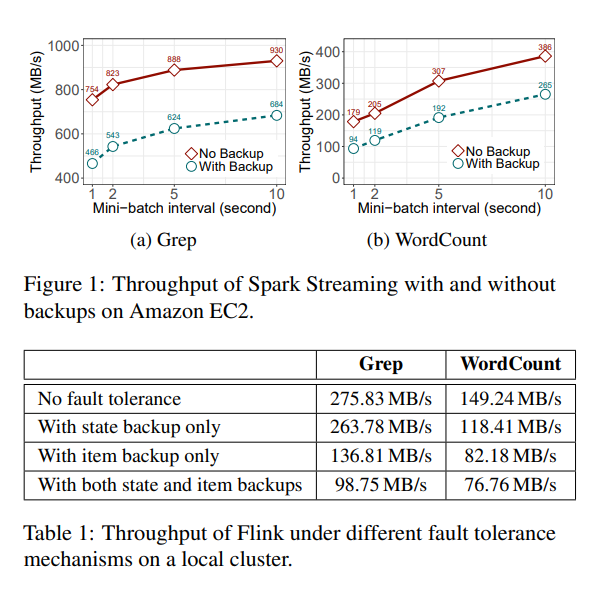 1000
800
600
400
Throughput (MB/s)
754
823
888
930
466
543
624
684
No Backup
With Backup
1 2 5 10
Mini−batch interval (second)
(a) Grep
400
300
200
100
0
Throughput (MB/s)
179
205
307
386
94
119
192
265
No Backup
With Backup
1 2 5 10
Mini−batch interval (second)
(b) WordCount
Figure 1: Throughput of Spark Streaming with and without
backups on Amazon EC2.
Grep WordCount
No fault tolerance 275.83 MB/s 149.24 MB/s
With state backup only 263.78 MB/s 118.41 MB/s
With item backup only 136.81 MB/s 82.18 MB/s
With both state and item backups 98.75 MB/s 76.76 MB/s
Table 1: Throughput of Flink under different fault tolerance
mechanisms on a local cluster.